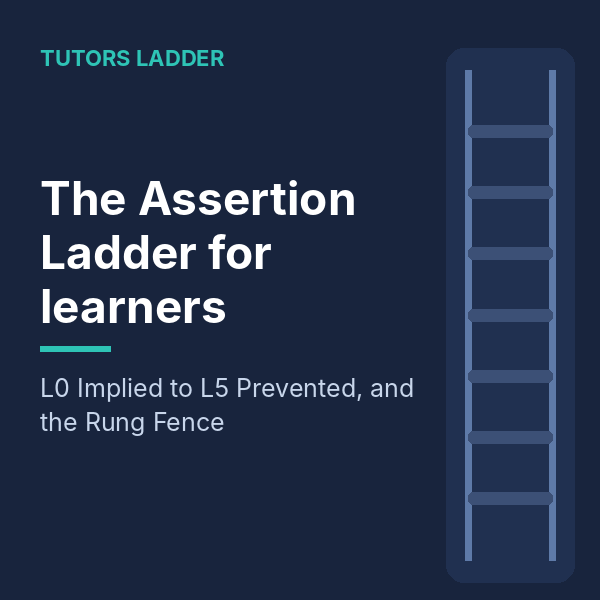 TUTORS LADDER
The Assertion
Ladder for
learners
L0 Implied to L5 Prevented, and
the Rung Fence